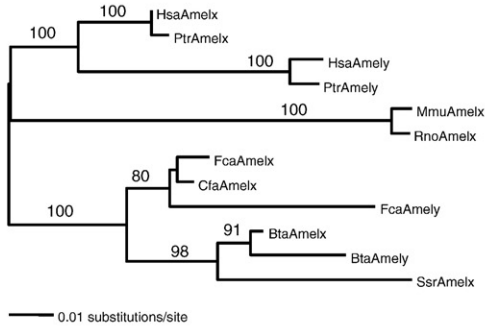 100
HsaAmelx
100
PtrAmelx
100
HsaAmely
PtrAmely
100
MmuAmelx
RnoAmelx
FcaAmelx
80
CfaAmelx
100
FcaAmely
91
BtaAmelx
98
BtaAmely
SsrAmelx
0.01 substitutions/site